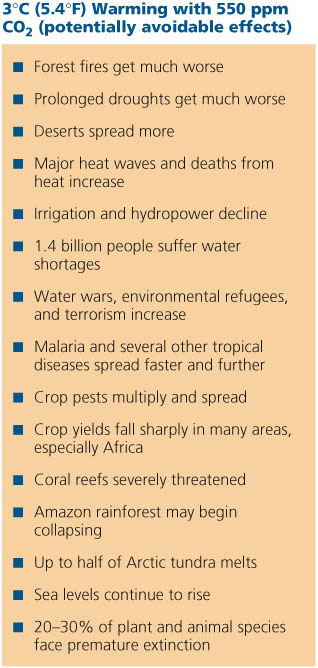 3°C (5.4°F) Warming with 550 ppm
CO₂ (potentially avoidable effects)
■ Forest fires get much worse
■ Prolonged droughts get much worse
■ Deserts spread more
■ Major heat waves and deaths from
heat increase
■ Irrigation and hydropower decline
■ 1.4 billion people suffer water
shortages
■ Water wars, environmental refugees,
and terrorism increase
■ Malaria and several other tropical
diseases spread faster and further
■ Crop pests multiply and spread
■ Crop yields fall sharply in many areas,
especially Africa
■ Coral reefs severely threatened
■ Amazon rainforest may begin
collapsing
■ Up to half of Arctic tundra melts
■ Sea levels continue to rise
■ 20–30% of plant and animal species
face premature extinction